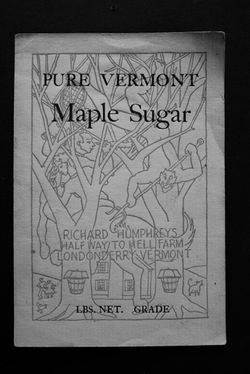 PURE VERMONT
Maple Sugar
RICHARD HUMPHREYS
HALF WAY TO HELL FARM
LONDONDERRY VERMONT
LBS. NET. GRADE